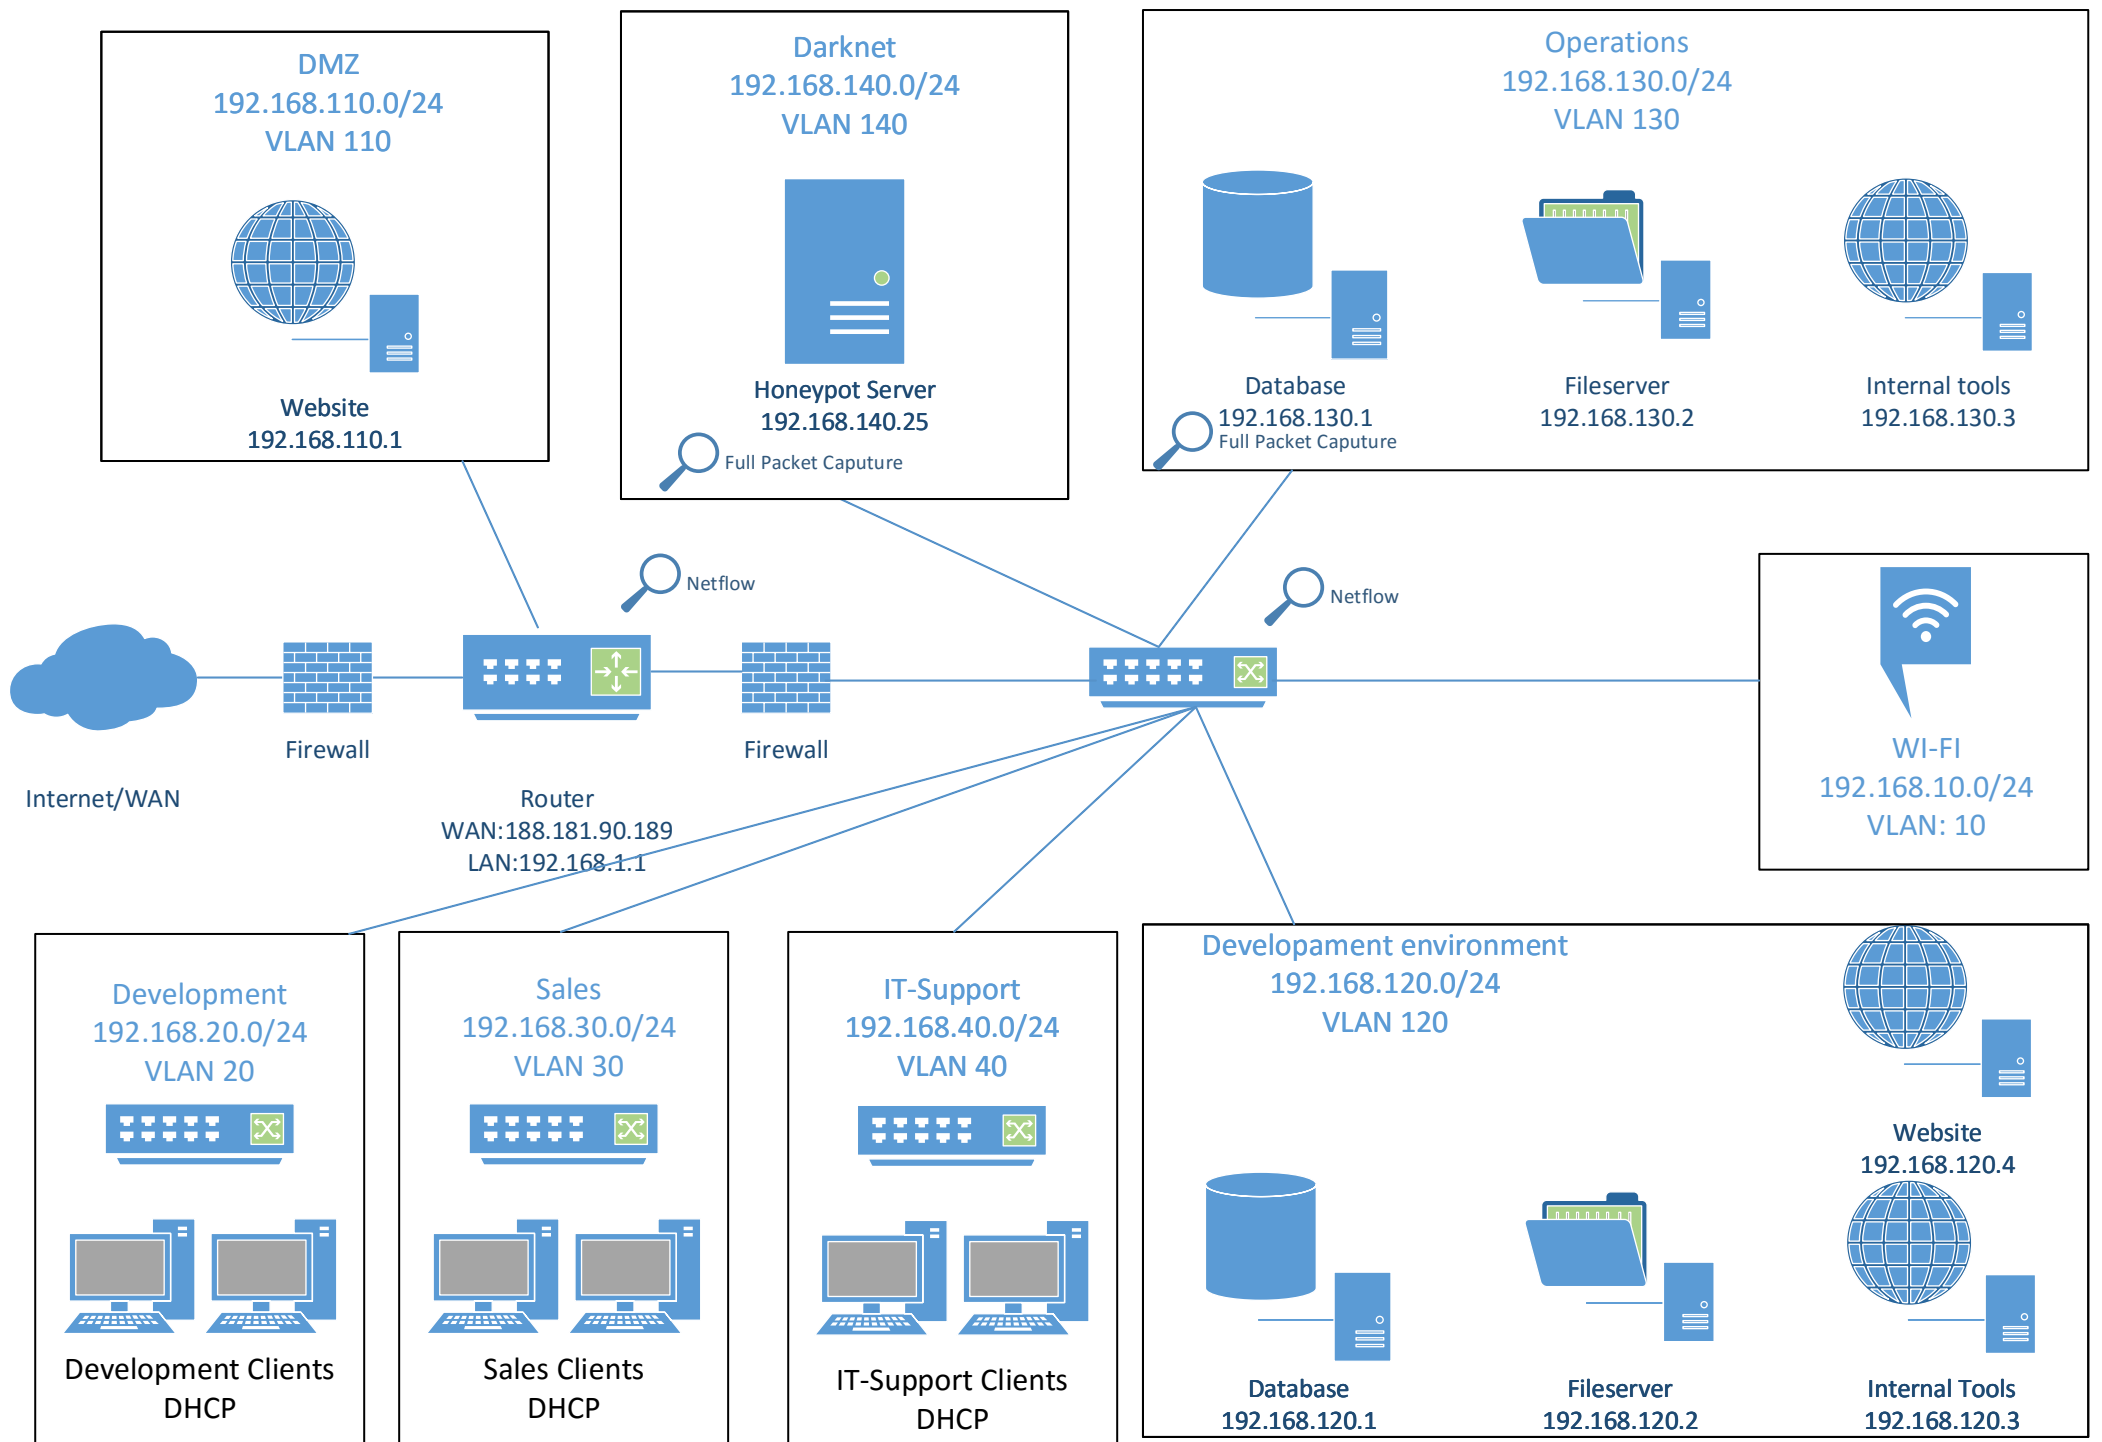 DMZ
192.168.110.0/24
VLAN 110
Website
192.168.110.1
Darknet
192.168.140.0/24
VLAN 140
Honeypot Server
192.168.140.25
Full Packet Caputure
Operations
192.168.130.0/24
VLAN 130
Database
192.168.130.1
Full Packet Caputure
Fileserver
192.168.130.2
Internal tools
192.168.130.3
Netflow
Netflow
Internet/WAN
Firewall
Router
WAN:188.181.90.189
LAN:192.168.1.1
Firewall
WI-FI
192.168.10.0/24
VLAN: 10
Development
192.168.20.0/24
VLAN 20
Development Clients
DHCP
Sales
192.168.30.0/24
VLAN 30
Sales Clients
DHCP
IT-Support
192.168.40.0/24
VLAN 40
IT-Support Clients
DHCP
Developament environment
192.168.120.0/24
VLAN 120
Website
192.168.120.4
Database
192.168.120.1
Fileserver
192.168.120.2
Internal Tools
192.168.120.3